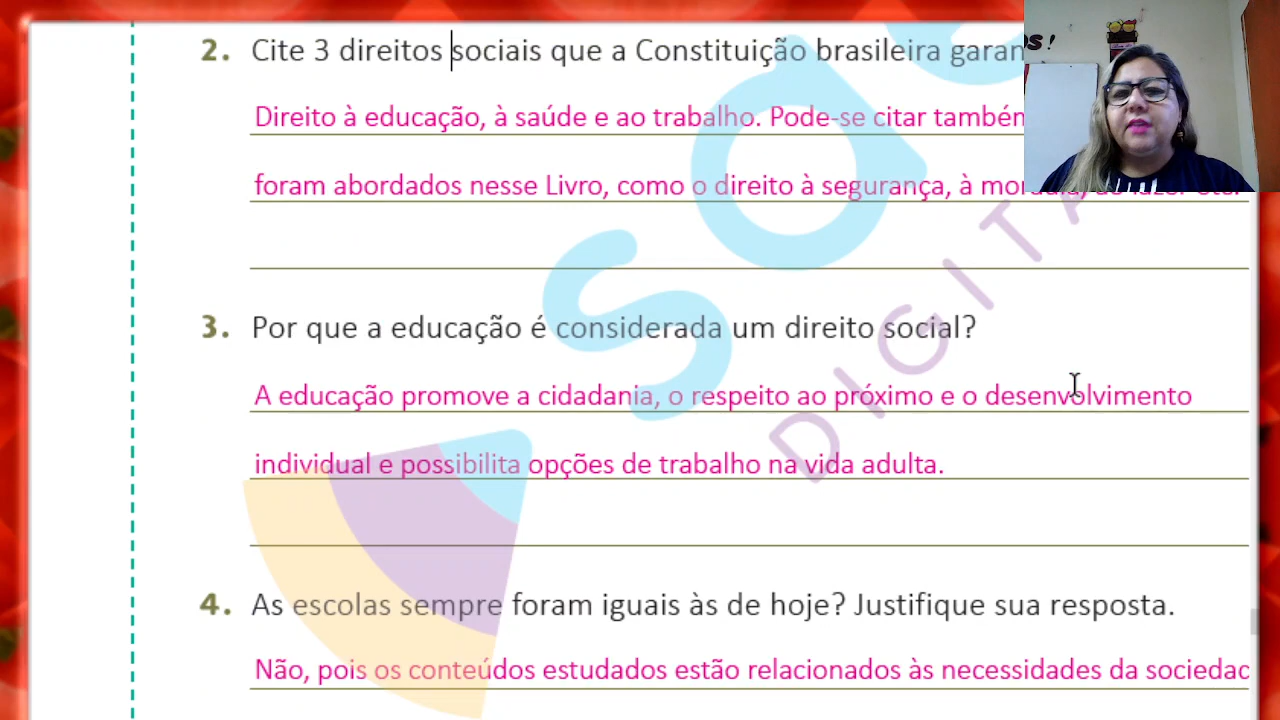 2. Cite 3 direitos sociais que a Constituição brasileira garan
Direito à educação, à saúde e ao trabalho. Pode-se citar també
foram abordados nesse Livro, como o direito à segurança, à
3. Por que a educação é considerada um direito social?
A educação promove a cidadania, o respeito ao próximo e o desenvolvimento
individual e possibilita opções de trabalho na vida adulta.
4. As escolas sempre foram iguais às de hoje? Justifique sua resposta.
Não, pois os conteúdos estudados estão relacionados às necessidades da sociedad